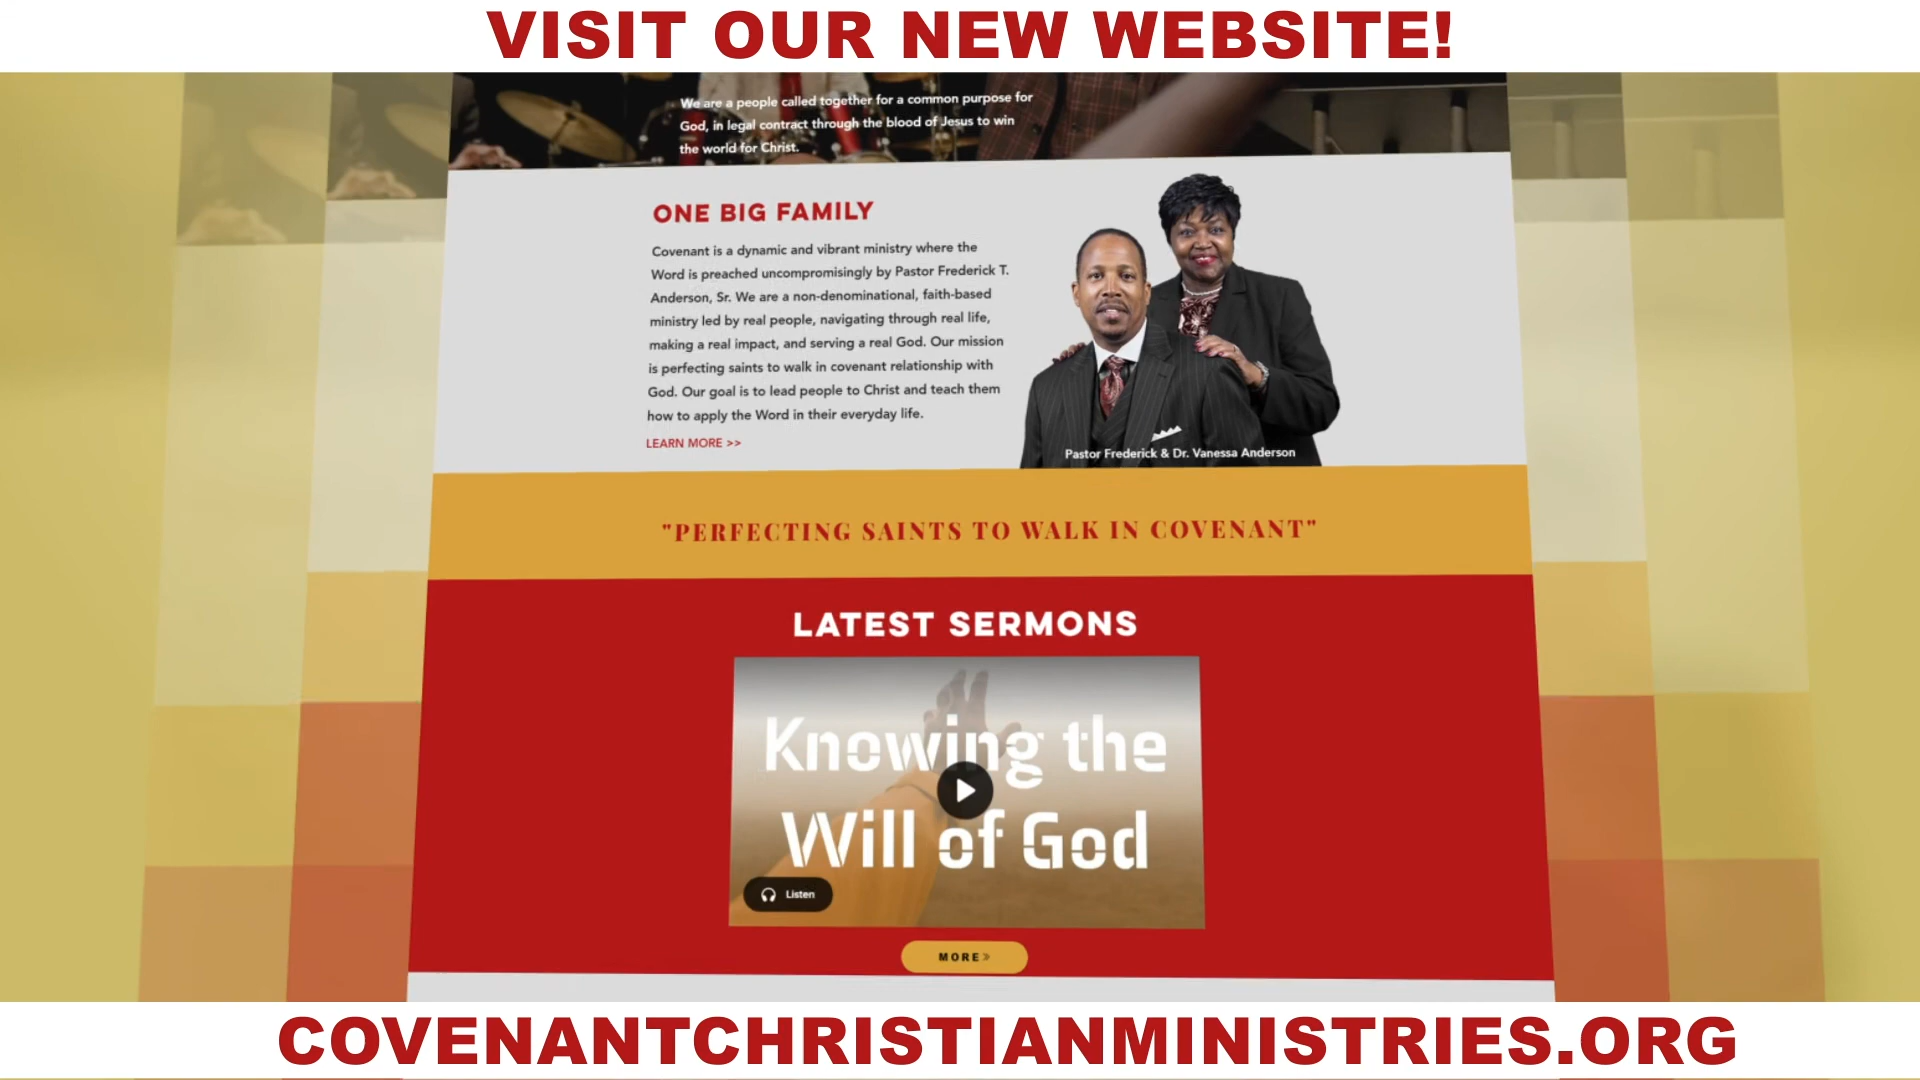 VISIT OUR NEW WEBSITE!
We are a people called together for a common purpose for
God, in legal contract through the blood of Jesus to win
the world for Christ.
ONE BIG FAMILY
Covenant is a dynamic and vibrant ministry where the
Word is preached uncompromisingly by Pastor Frederick T.
Anderson, Sr. We are a non-denominational, faith-based
ministry led by real people, navigating through real life,
making a real impact, and serving a real God. Our mission
is perfecting saints to walk in covenant relationship with
God. Our goal is to lead people to Christ and teach them
how to apply the Word in their everyday life.
LEARN MORE >>
Pastor Frederick & Dr. Vanessa Anderson
"PERFECTING SAINTS TO WALK IN COVENANT"
LATEST SERMONS
Knowing the
Will of God
Listen
MORE »
COVENANTCHRISTIANMINISTRIES.ORG